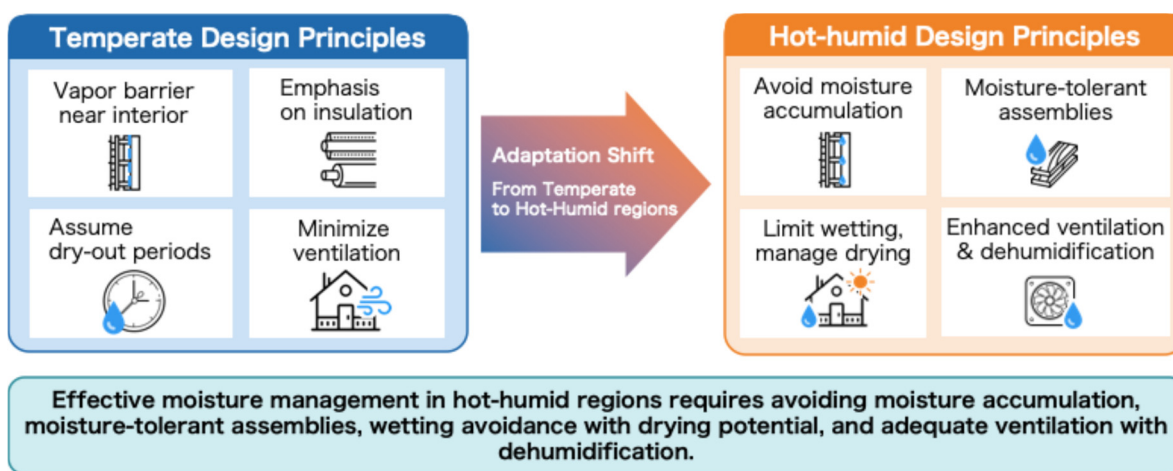 Temperate Design Principles
Vapor barrier
near interior
Emphasis
on insulation
Assume
dry-out periods
Minimize
ventilation
Adaptation Shift
From Temperate
to Hot-Humid regions
Hot-humid Design Principles
Avoid moisture
accumulation
Moisture-tolerant
assemblies
Limit wetting,
manage drying
Enhanced ventilation
& dehumidification
Effective moisture management in hot-humid regions requires avoiding moisture accumulation,
moisture-tolerant assemblies, wetting avoidance with drying potential, and adequate ventilation with
dehumidification.